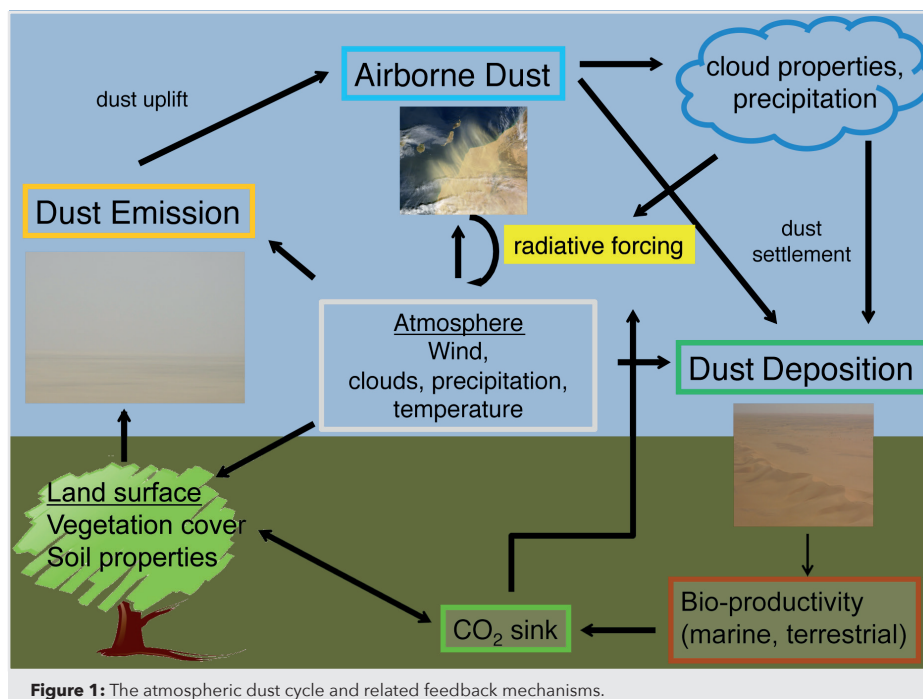 Airborne Dust
cloud properties,
precipitation
dust uplift
Dust Emission
radiative forcing
dust
settlement
Atmosphere
Wind,
clouds, precipitation,
temperature
Dust Deposition
Land surface
Vegetation cover
Soil properties
CO₂ sink
Bio-productivity
(marine, terrestrial)
Figure 1: The atmospheric dust cycle and related feedback mechanisms.